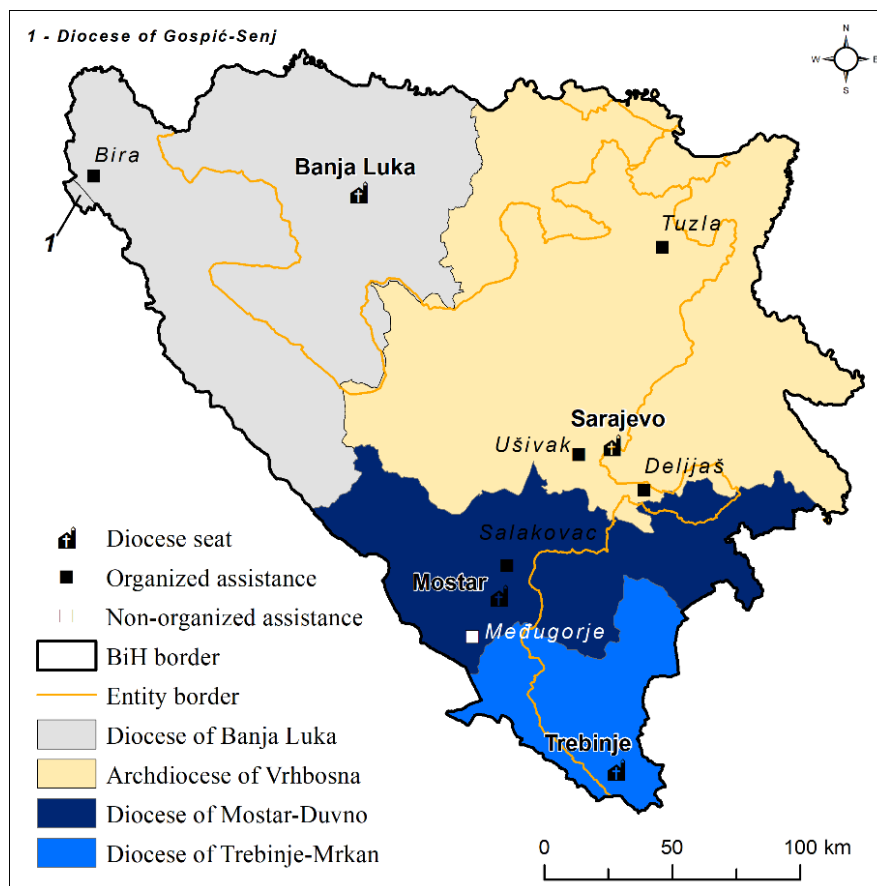 1 - Diocese of Gospić-Senj
N
W
E
S
Bira
Banja Luka
1
Tuzla
Sarajevo
Ušivak
Delijaš
Salakovac
Mostar
Međugorje
Trebinje
Diocese seat
Organized assistance
Non-organized assistance
BiH border
Entity border
Diocese of Banja Luka
Archdiocese of Vrhbosna
Diocese of Mostar-Duvno
Diocese of Trebinje-Mrkan
0 50 100 km